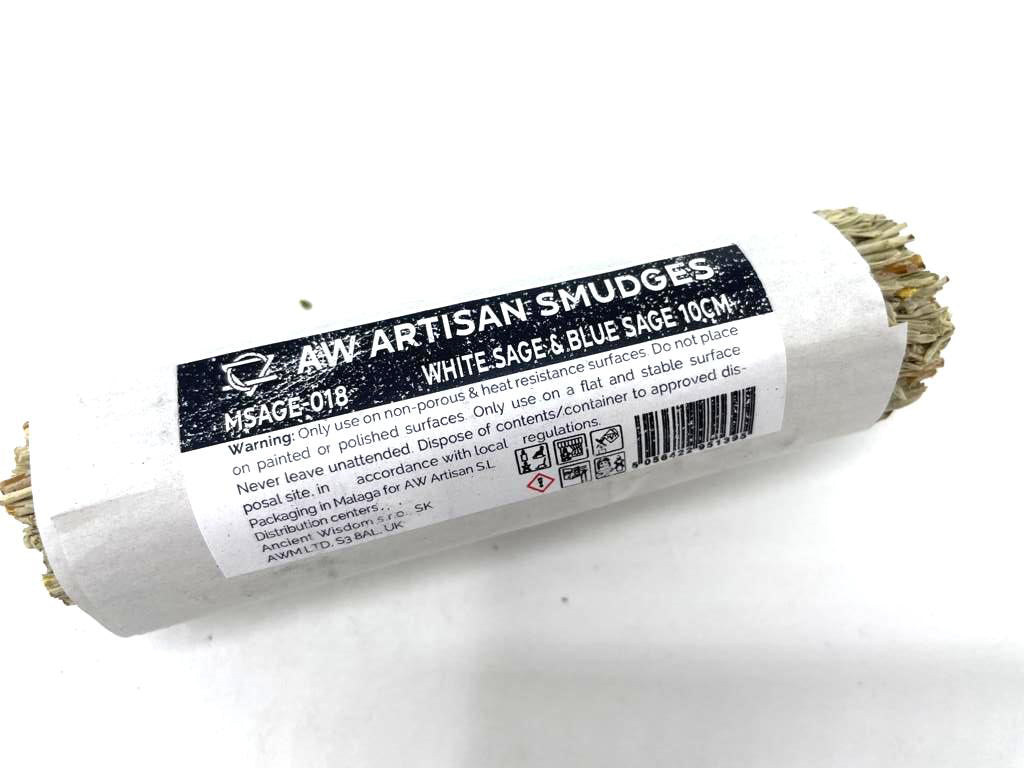 AW ARTISAN SMUDGES
MSAGE-018
WHITE SAGE & BLUE SAGE 10CM
Warning: Only use on non-porous & heat resistance surfaces. Do not place
on painted or polished surfaces. Only use on a flat and stable surface
Never leave unattended. Dispose of contents/container to approved dis-
posal site, in accordance with local regulations.
Packaging in Malaga for AW Artisan S.L
Distribution centers...
Ancient Wisdom s.r.o., SK
AWM LTD, S3 8AL, UK
5 056422 951395